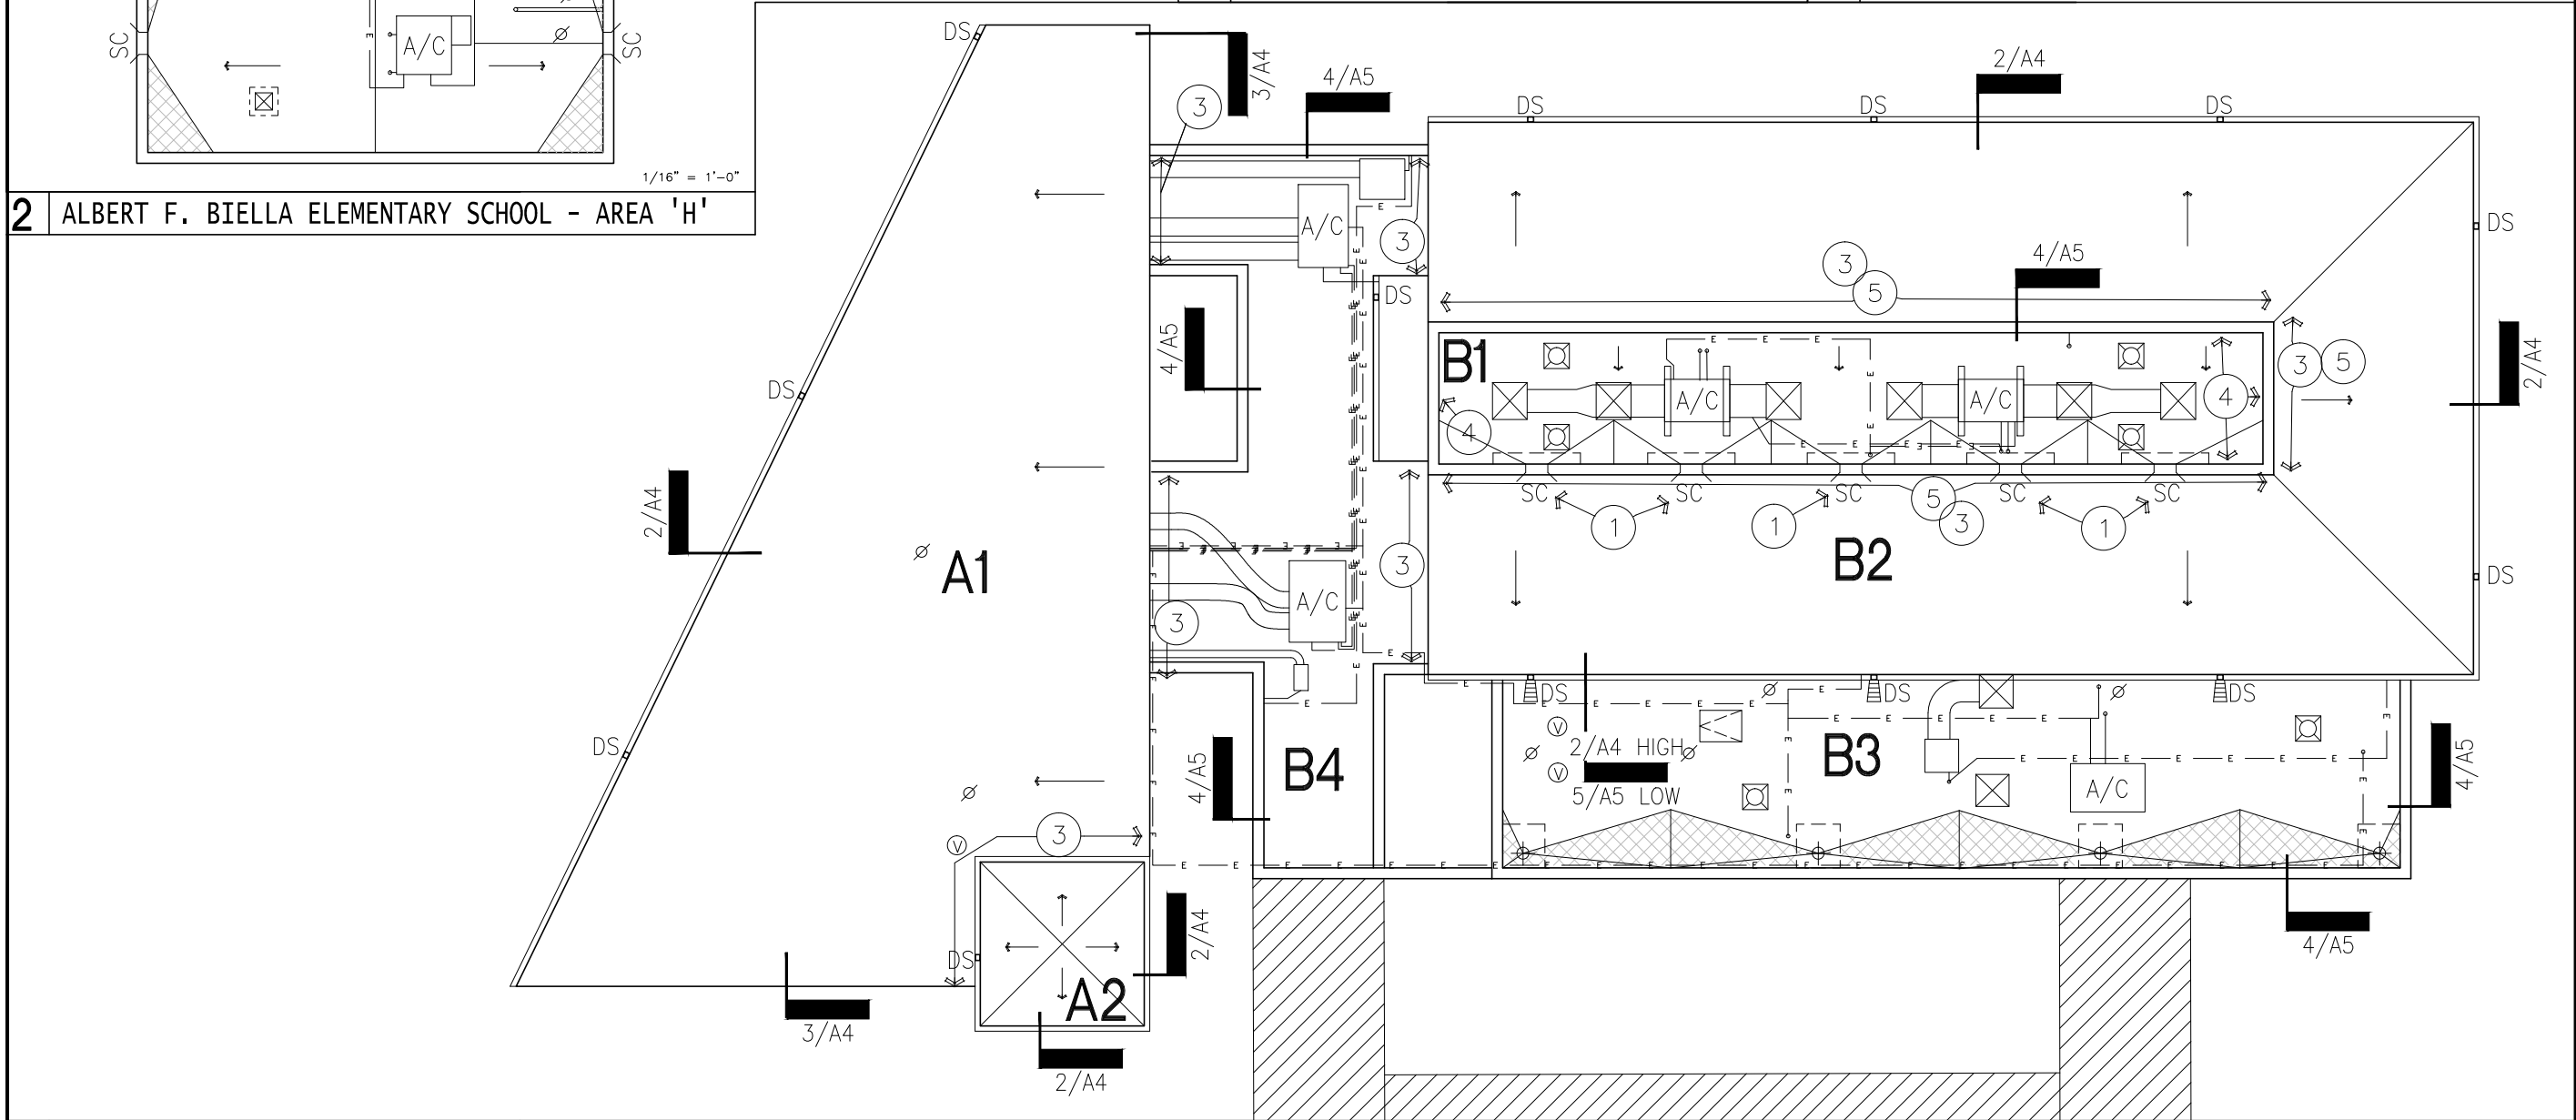 SC
A/C
E
SC
1/16" = 1'-0"
2 ALBERT F. BIELLA ELEMENTARY SCHOOL - AREA 'H'
DS
3/A4
3
4/A5
2/A4
DS
DS
DS
DS
A/C
E
3
DS
3
5
4/A5
4/A5
B1
E E E
A/C
A/C
4
4
3 5
2/A4
DS
E E E
SC
SC
SC
SC
SC
1
1
5
3
1
2/A4
A1
E E E
A/C
3
3
B2
DS
DS
E
E
E
DS
DS
DS
DS
E E E E E
E
V
2/A4 HIGH
V
5/A5 LOW
E E E E E
B3
E E E E E E E
A/C
E
4/A5
4/A5
B4
V
3
E E E E E E E E E E E E E E E E E E E E E E E
DS
2/A4
A2
3/A4
2/A4
4/A5